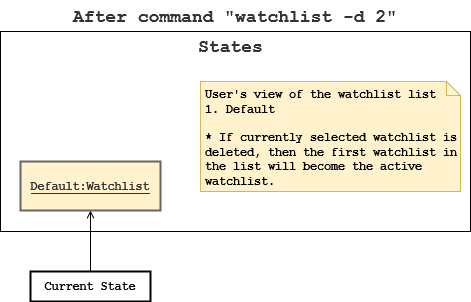 After command "watchlist -d 2"
States
User's view of the watchlist list
1. Default
* If currently selected watchlist is
deleted, then the first watchlist in
the list will become the active
watchlist.
Default:Watchlist
Current State